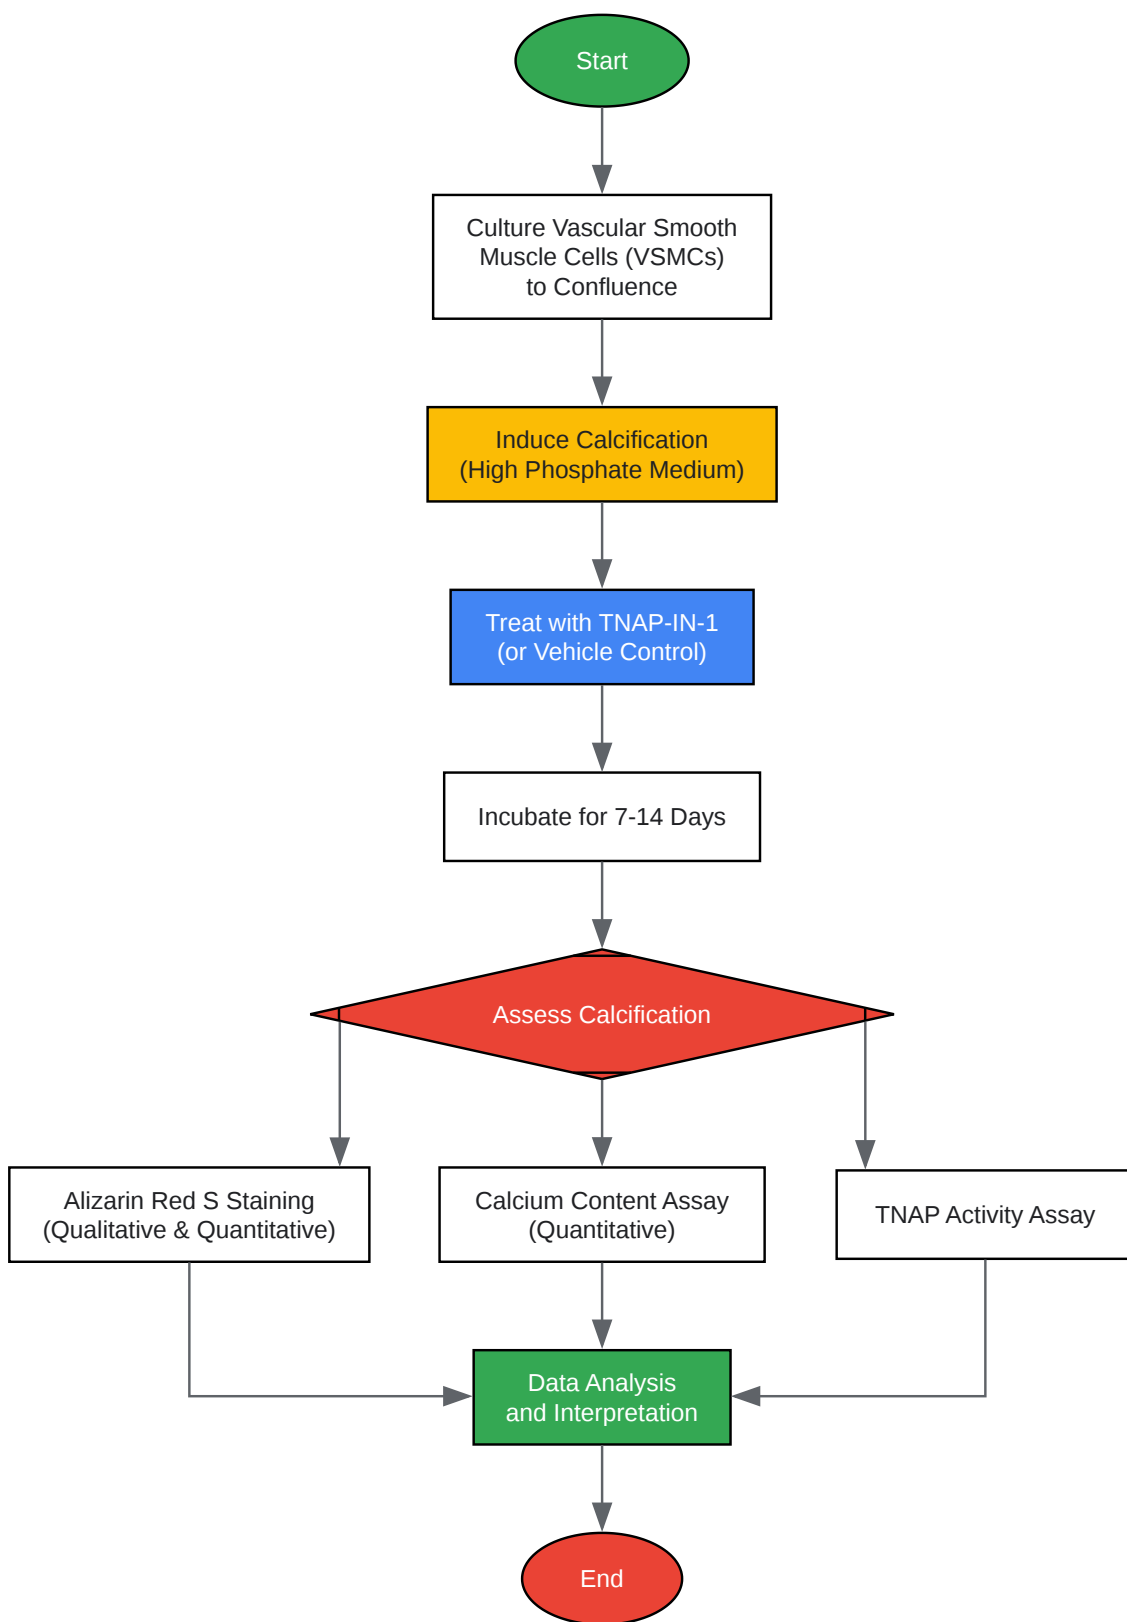 Start
Culture Vascular Smooth
Muscle Cells (VSMCs)
to Confluence
Induce Calcification
(High Phosphate Medium)
Treat with TNAP-IN-1
(or Vehicle Control)
Incubate for 7-14 Days
Assess Calcification
Alizarin Red S Staining
(Qualitative & Quantitative)
Calcium Content Assay
(Quantitative)
TNAP Activity Assay
Data Analysis
and Interpretation
End